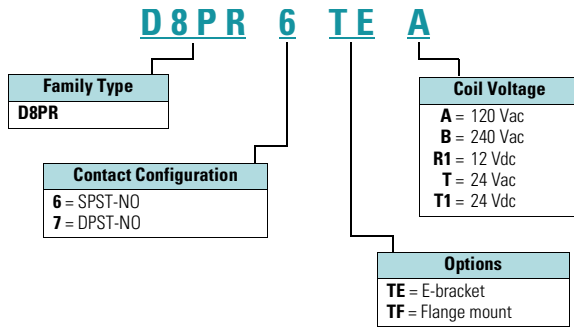 D8PR 6 TE A
Family Type
D8PR
Contact Configuration
6 = SPST-NO
7 = DPST-NO
Coil Voltage
A = 120 Vac
B = 240 Vac
R1 = 12 Vdc
T = 24 Vac
T1 = 24 Vdc
Options
TE = E-bracket
TF = Flange mount